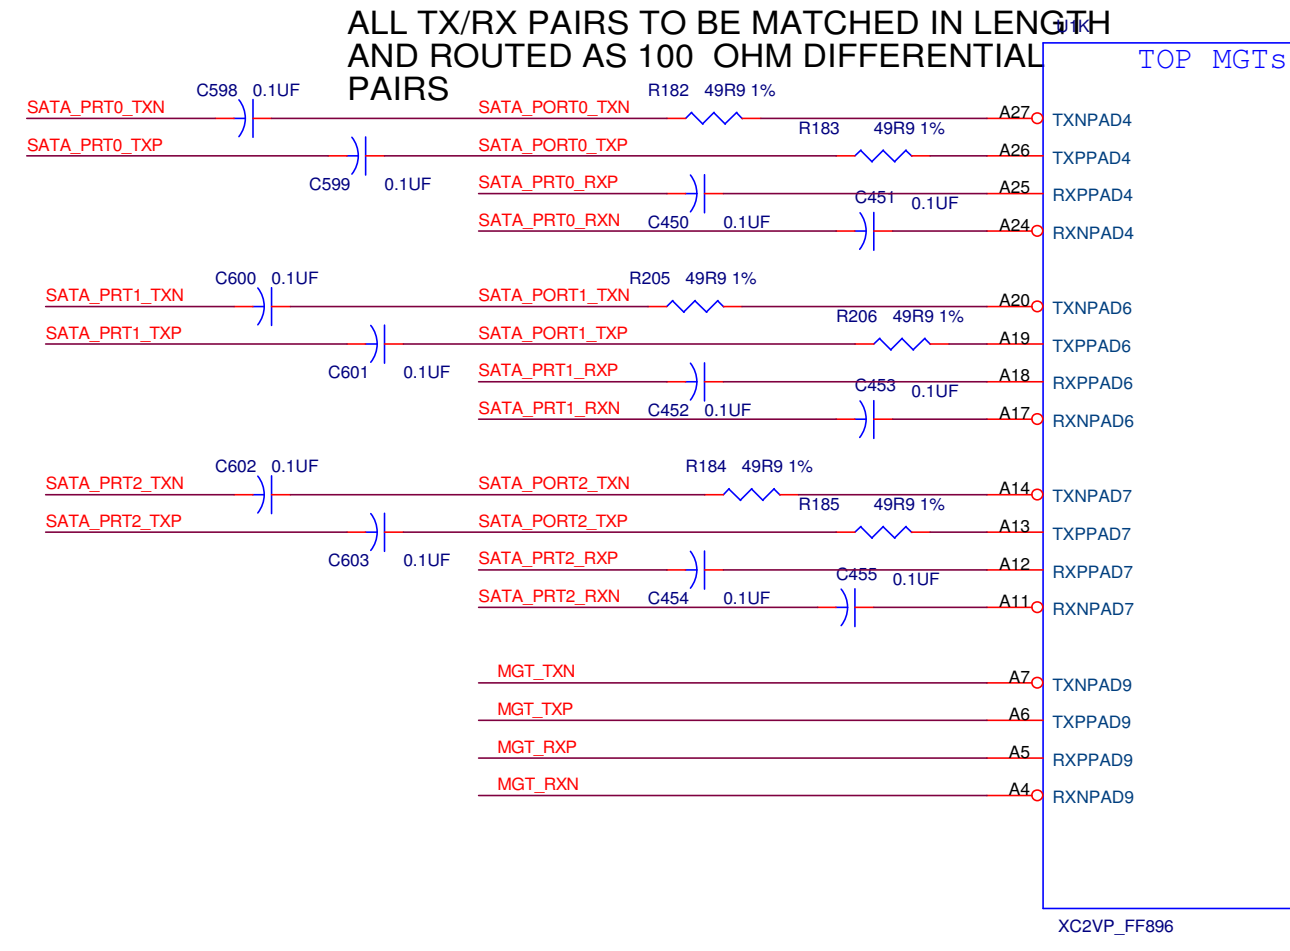 ALL TX/RX PAIRS TO BE MATCHED IN LENGTH
U1K
AND ROUTED AS 100 OHM DIFFERENTIAL
TOP MGTs
PAIRS
C598 0.1UF
R182 49R9 1%
SATA_PRT0_TXN
SATA_PORT0_TXN
A27
TXNPAD4
R183 49R9 1%
SATA_PRT0_TXP
SATA_PORT0_TXP
A26
TXPPAD4
C599 0.1UF
SATA_PRT0_RXP
A25
RXPPAD4
C451 0.1UF
SATA_PRT0_RXN
C450 0.1UF
A24
RXNPAD4
C600 0.1UF
R205 49R9 1%
SATA_PRT1_TXN
SATA_PORT1_TXN
A20
TXNPAD6
R206 49R9 1%
SATA_PRT1_TXP
SATA_PORT1_TXP
A19
TXPPAD6
C601 0.1UF
SATA_PRT1_RXP
A18
RXPPAD6
C453 0.1UF
SATA_PRT1_RXN
C452 0.1UF
A17
RXNPAD6
C602 0.1UF
R184 49R9 1%
SATA_PRT2_TXN
SATA_PORT2_TXN
A14
TXNPAD7
R185 49R9 1%
SATA_PRT2_TXP
SATA_PORT2_TXP
A13
TXPPAD7
C603 0.1UF
SATA_PRT2_RXP
A12
RXPPAD7
C455 0.1UF
SATA_PRT2_RXN
C454 0.1UF
A11
RXNPAD7
MGT_TXN
A7
TXNPAD9
MGT_TXP
A6
TXPPAD9
MGT_RXP
A5
RXPPAD9
MGT_RXN
A4
RXNPAD9
XC2VP_FF896